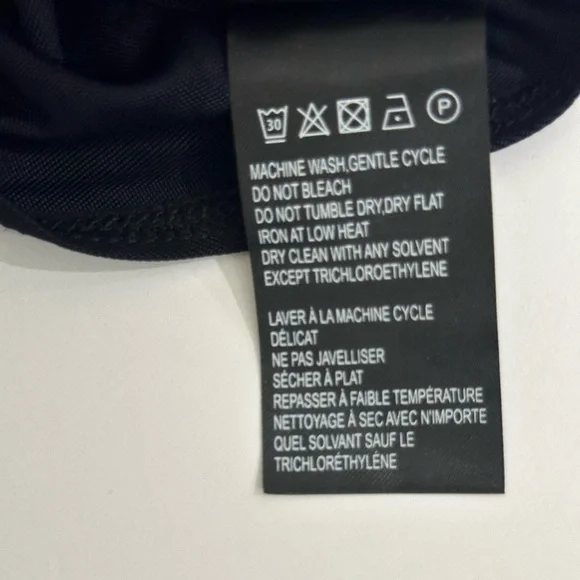 30 P
MACHINE WASH,GENTLE CYCLE
DO NOT BLEACH
DO NOT TUMBLE DRY,DRY FLAT
IRON AT LOW HEAT
DRY CLEAN WITH ANY SOLVENT
EXCEPT TRICHLOROETHYLENE
LAVER À LA MACHINE CYCLE
DÉLICAT
NE PAS JAVELLISER
SÉCHER À PLAT
REPASSER À FAIBLE TEMPÉRATURE
NETTOYAGE À SEC AVEC N'IMPORTE
QUEL SOLVANT SAUF LE
TRICHLORÉTHYLÉNE